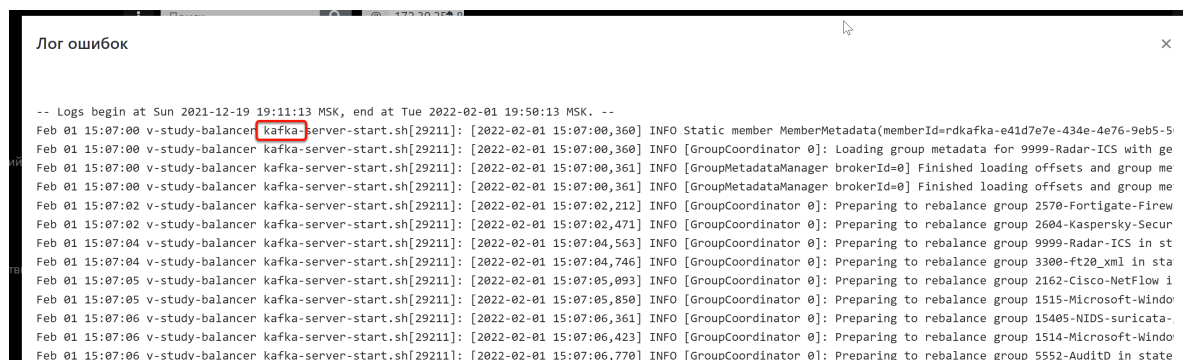 Лог ошибок ×
-- Logs begin at Sun 2021-12-19 19:11:13 MSK, end at Tue 2022-02-01 19:50:13 MSK. --
Feb 01 15:07:00 v-study-balancer kafka-server-start.sh[29211]: [2022-02-01 15:07:00,360] INFO Static member MemberMetadata(memberId=rdkafka-e41d7e7e-434e-4e76-9eb5-5
Feb 01 15:07:00 v-study-balancer kafka-server-start.sh[29211]: [2022-02-01 15:07:00,360] INFO [GroupCoordinator 0]: Loading group metadata for 9999-Radar-ICS with ge
Feb 01 15:07:00 v-study-balancer kafka-server-start.sh[29211]: [2022-02-01 15:07:00,361] INFO [GroupMetadataManager brokerId=0] Finished loading offsets and group me
Feb 01 15:07:00 v-study-balancer kafka-server-start.sh[29211]: [2022-02-01 15:07:00,361] INFO [GroupMetadataManager brokerId=0] Finished loading offsets and group me
Feb 01 15:07:02 v-study-balancer kafka-server-start.sh[29211]: [2022-02-01 15:07:02,212] INFO [GroupCoordinator 0]: Preparing to rebalance group 2570-Fortigate-Firew
Feb 01 15:07:02 v-study-balancer kafka-server-start.sh[29211]: [2022-02-01 15:07:02,471] INFO [GroupCoordinator 0]: Preparing to rebalance group 2604-Kaspersky-Secur
Feb 01 15:07:04 v-study-balancer kafka-server-start.sh[29211]: [2022-02-01 15:07:04,563] INFO [GroupCoordinator 0]: Preparing to rebalance group 9999-Radar-ICS in st
Feb 01 15:07:04 v-study-balancer kafka-server-start.sh[29211]: [2022-02-01 15:07:04,746] INFO [GroupCoordinator 0]: Preparing to rebalance group 3300-ft20_xml in sta
Feb 01 15:07:05 v-study-balancer kafka-server-start.sh[29211]: [2022-02-01 15:07:05,093] INFO [GroupCoordinator 0]: Preparing to rebalance group 2162-Cisco-NetFlow i
Feb 01 15:07:05 v-study-balancer kafka-server-start.sh[29211]: [2022-02-01 15:07:05,850] INFO [GroupCoordinator 0]: Preparing to rebalance group 1515-Microsoft-Windo
Feb 01 15:07:06 v-study-balancer kafka-server-start.sh[29211]: [2022-02-01 15:07:06,361] INFO [GroupCoordinator 0]: Preparing to rebalance group 15405-NIDS-suricata-
Feb 01 15:07:06 v-study-balancer kafka-server-start.sh[29211]: [2022-02-01 15:07:06,423] INFO [GroupCoordinator 0]: Preparing to rebalance group 1514-Microsoft-Windo
Feb 01 15:07:06 v-study-balancer kafka-server-start.sh[29211]: [2022-02-01 15:07:06,770] INFO [GroupCoordinator 0]: Preparing to rebalance group 5552-AuditD in state